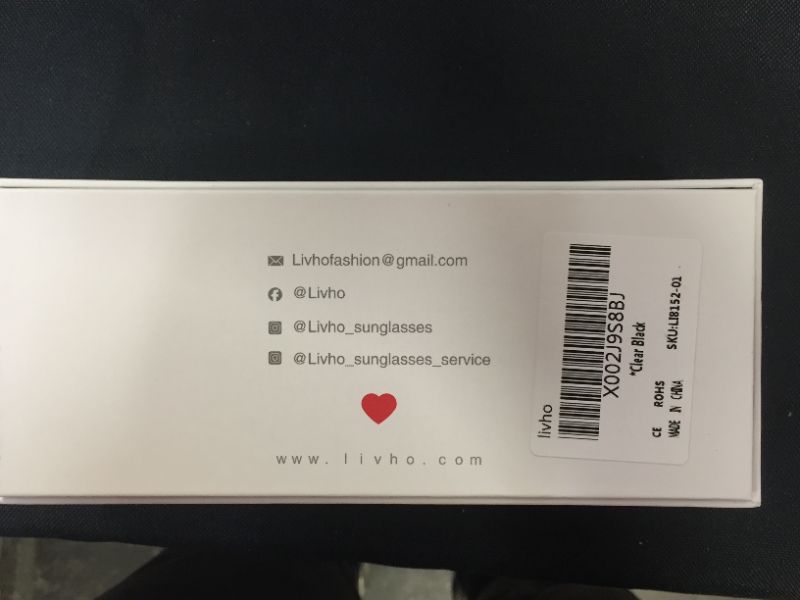 Livhofashion@gmail.com
@Livho
@Livho_sunglasses
@Livho_sunglasses_service
www.livho.com
livho
X002J9S8BJ
*Clear Black
CE ROHS
MADE IN CHINA
SKU:LI8152-01